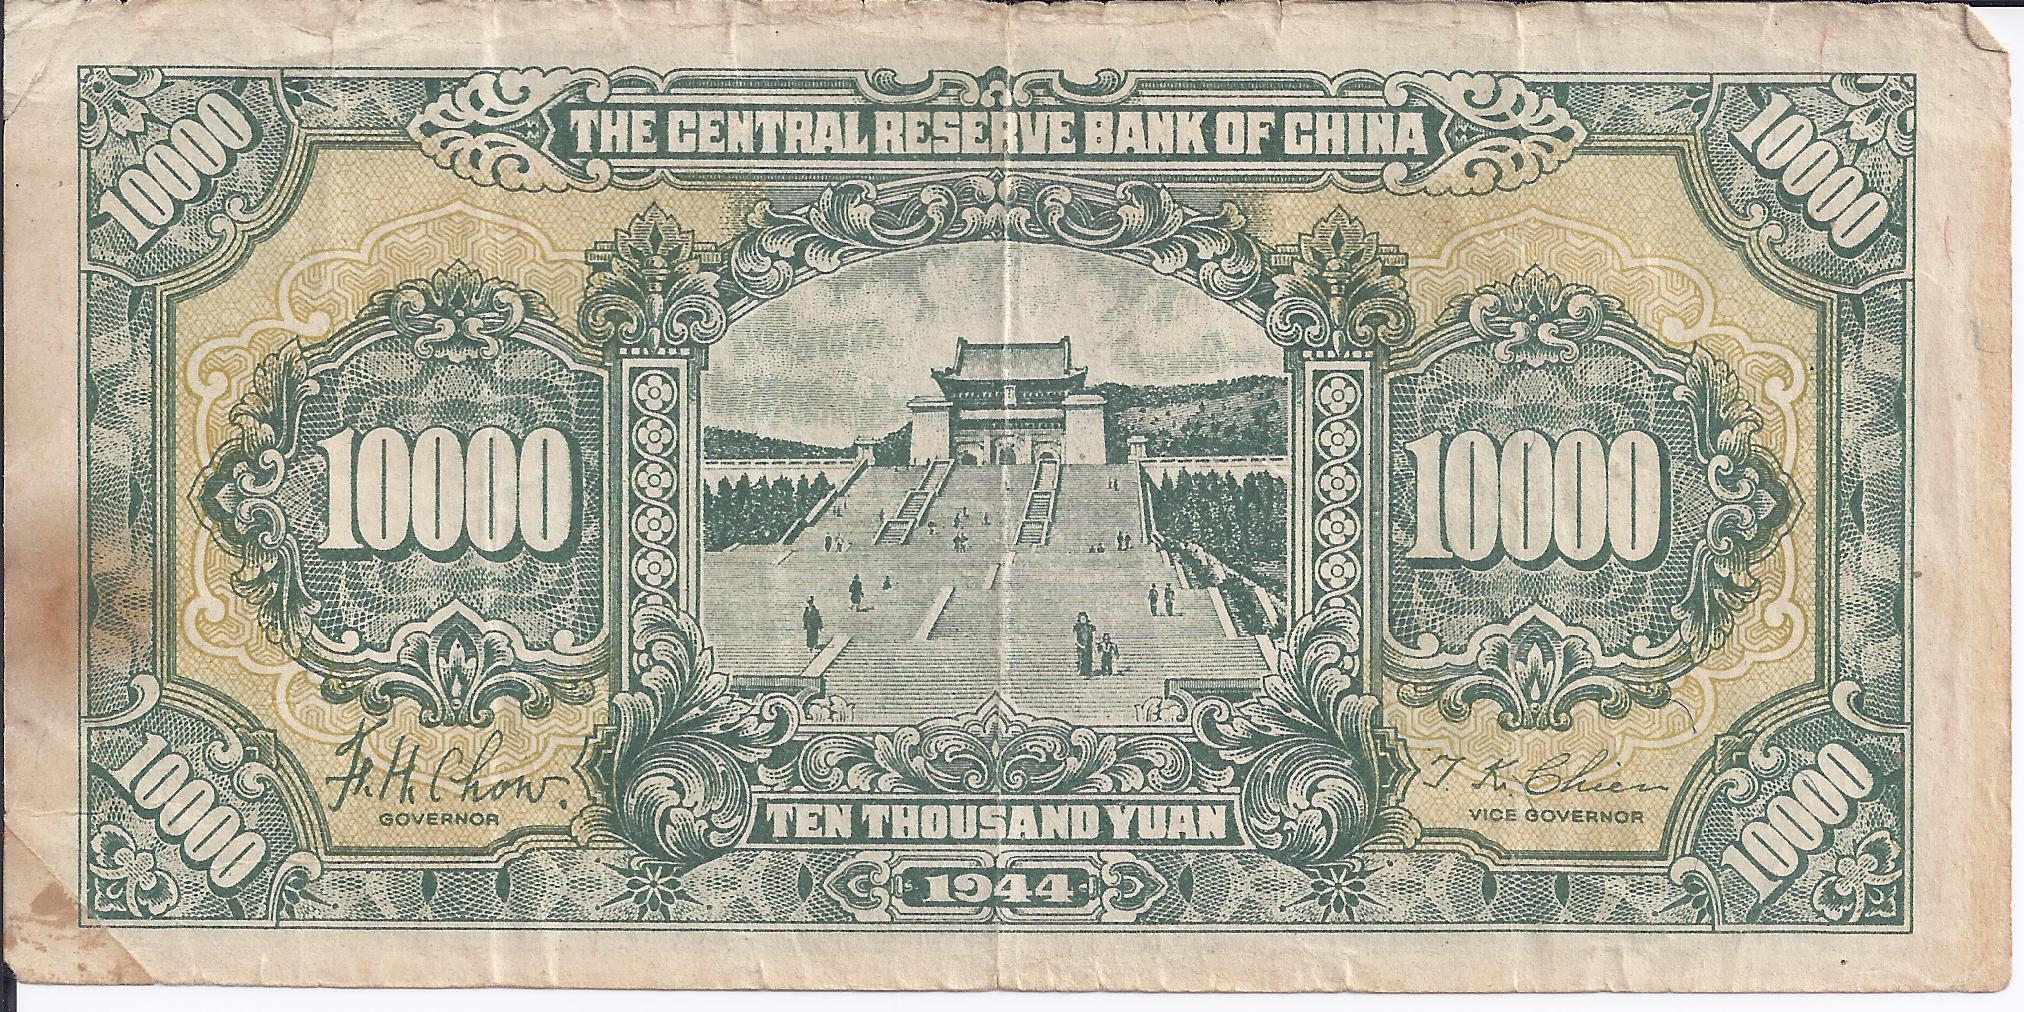 10000
THE CENTRAL RESERVE BANK OF CHINA
10000
10000
10000
F. H. Chow.
GOVERNOR
T. K. Chien
VICE GOVERNOR
10000
TEN THOUSAND YUAN
10000
1944